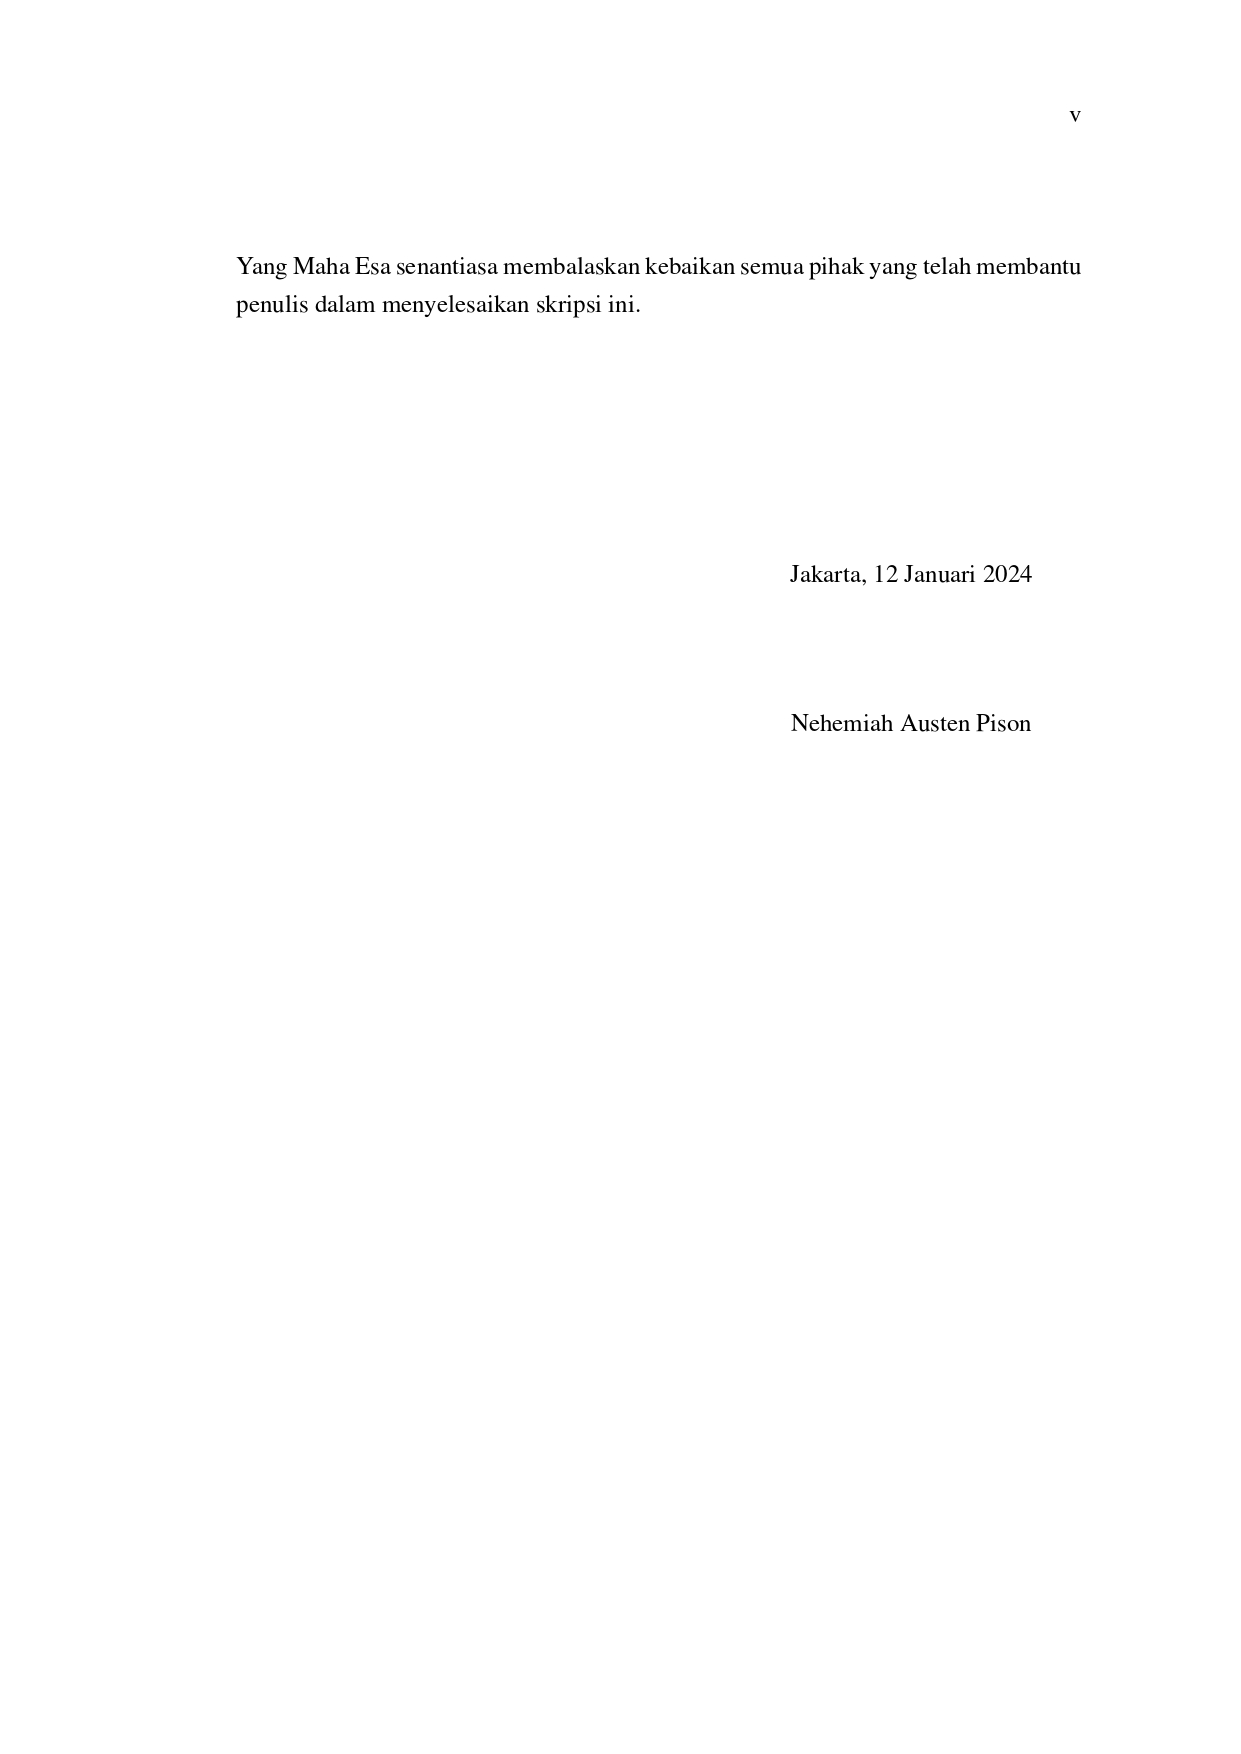 v
Yang Maha Esa senantiasa membalaskan kebaikan semua pihak yang telah membantu
penulis dalam menyelesaikan skripsi ini.
Jakarta, 12 Januari 2024
Nehemiah Austen Pison